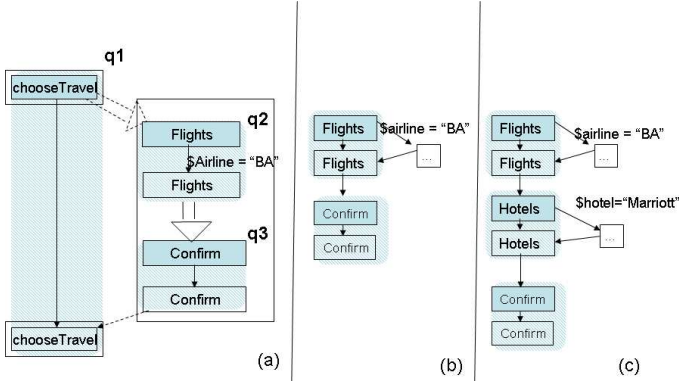 q1
chooseTravel
q2
Flights
$Airline = “BA”
Flights
q3
Confirm
Confirm
chooseTravel
(a)
Flights
$airline = “BA”
...
Flights
Confirm
Confirm
(b)
Flights
$airline = “BA”
...
Flights
Hotels
$hotel=“Marriott”
...
Hotels
Confirm
Confirm
(c)